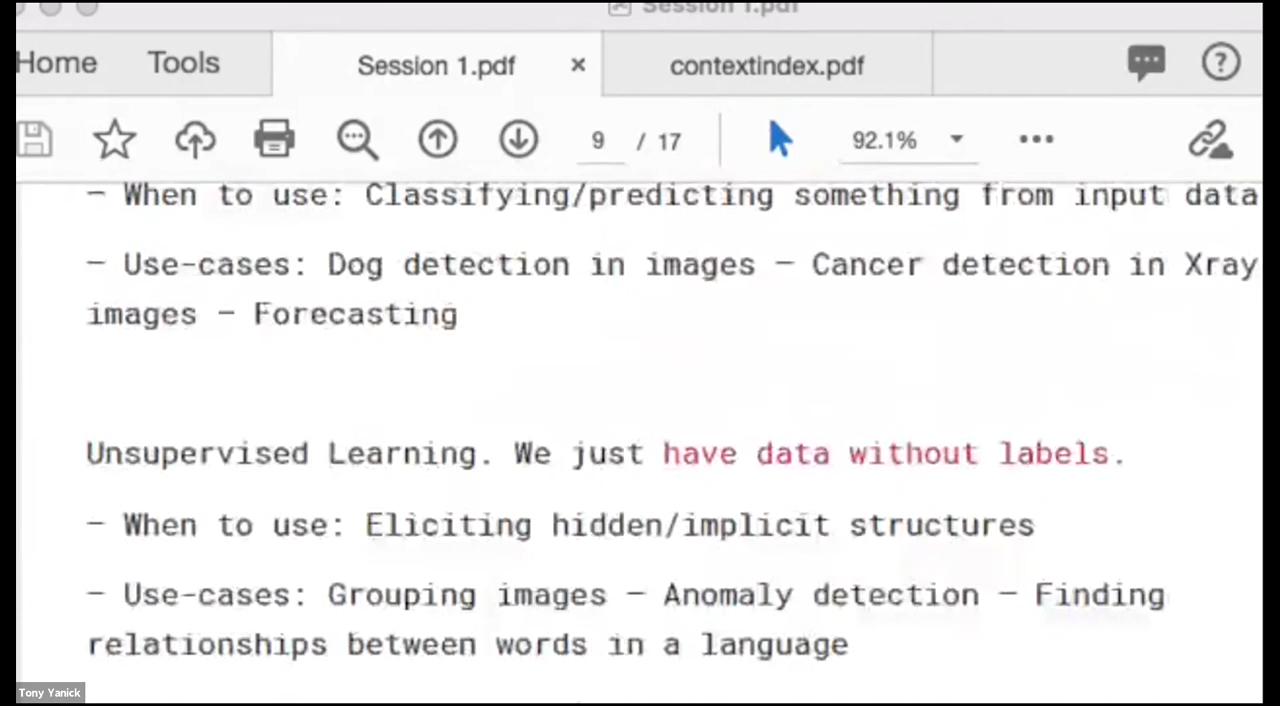 Session 1.pdf
Home Tools Session 1.pdf × contextindex.pdf
9 / 17 92.1%
– When to use: Classifying/predicting something from input data
– Use-cases: Dog detection in images – Cancer detection in Xray
images – Forecasting
Unsupervised Learning. We just have data without labels.
– When to use: Eliciting hidden/implicit structures
– Use-cases: Grouping images – Anomaly detection – Finding
relationships between words in a language
Tony Yanick